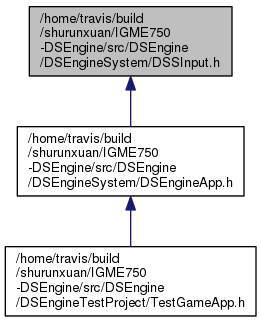 /home/travis/build
/shurunxuan/IGME750
-DSEngine/src/DSEngine
/DSEngineSystem/DSSInput.h
/home/travis/build
/shurunxuan/IGME750
-DSEngine/src/DSEngine
/DSEngineSystem/DSEngineApp.h
/home/travis/build
/shurunxuan/IGME750
-DSEngine/src/DSEngine
/DSEngineTestProject/TestGameApp.h